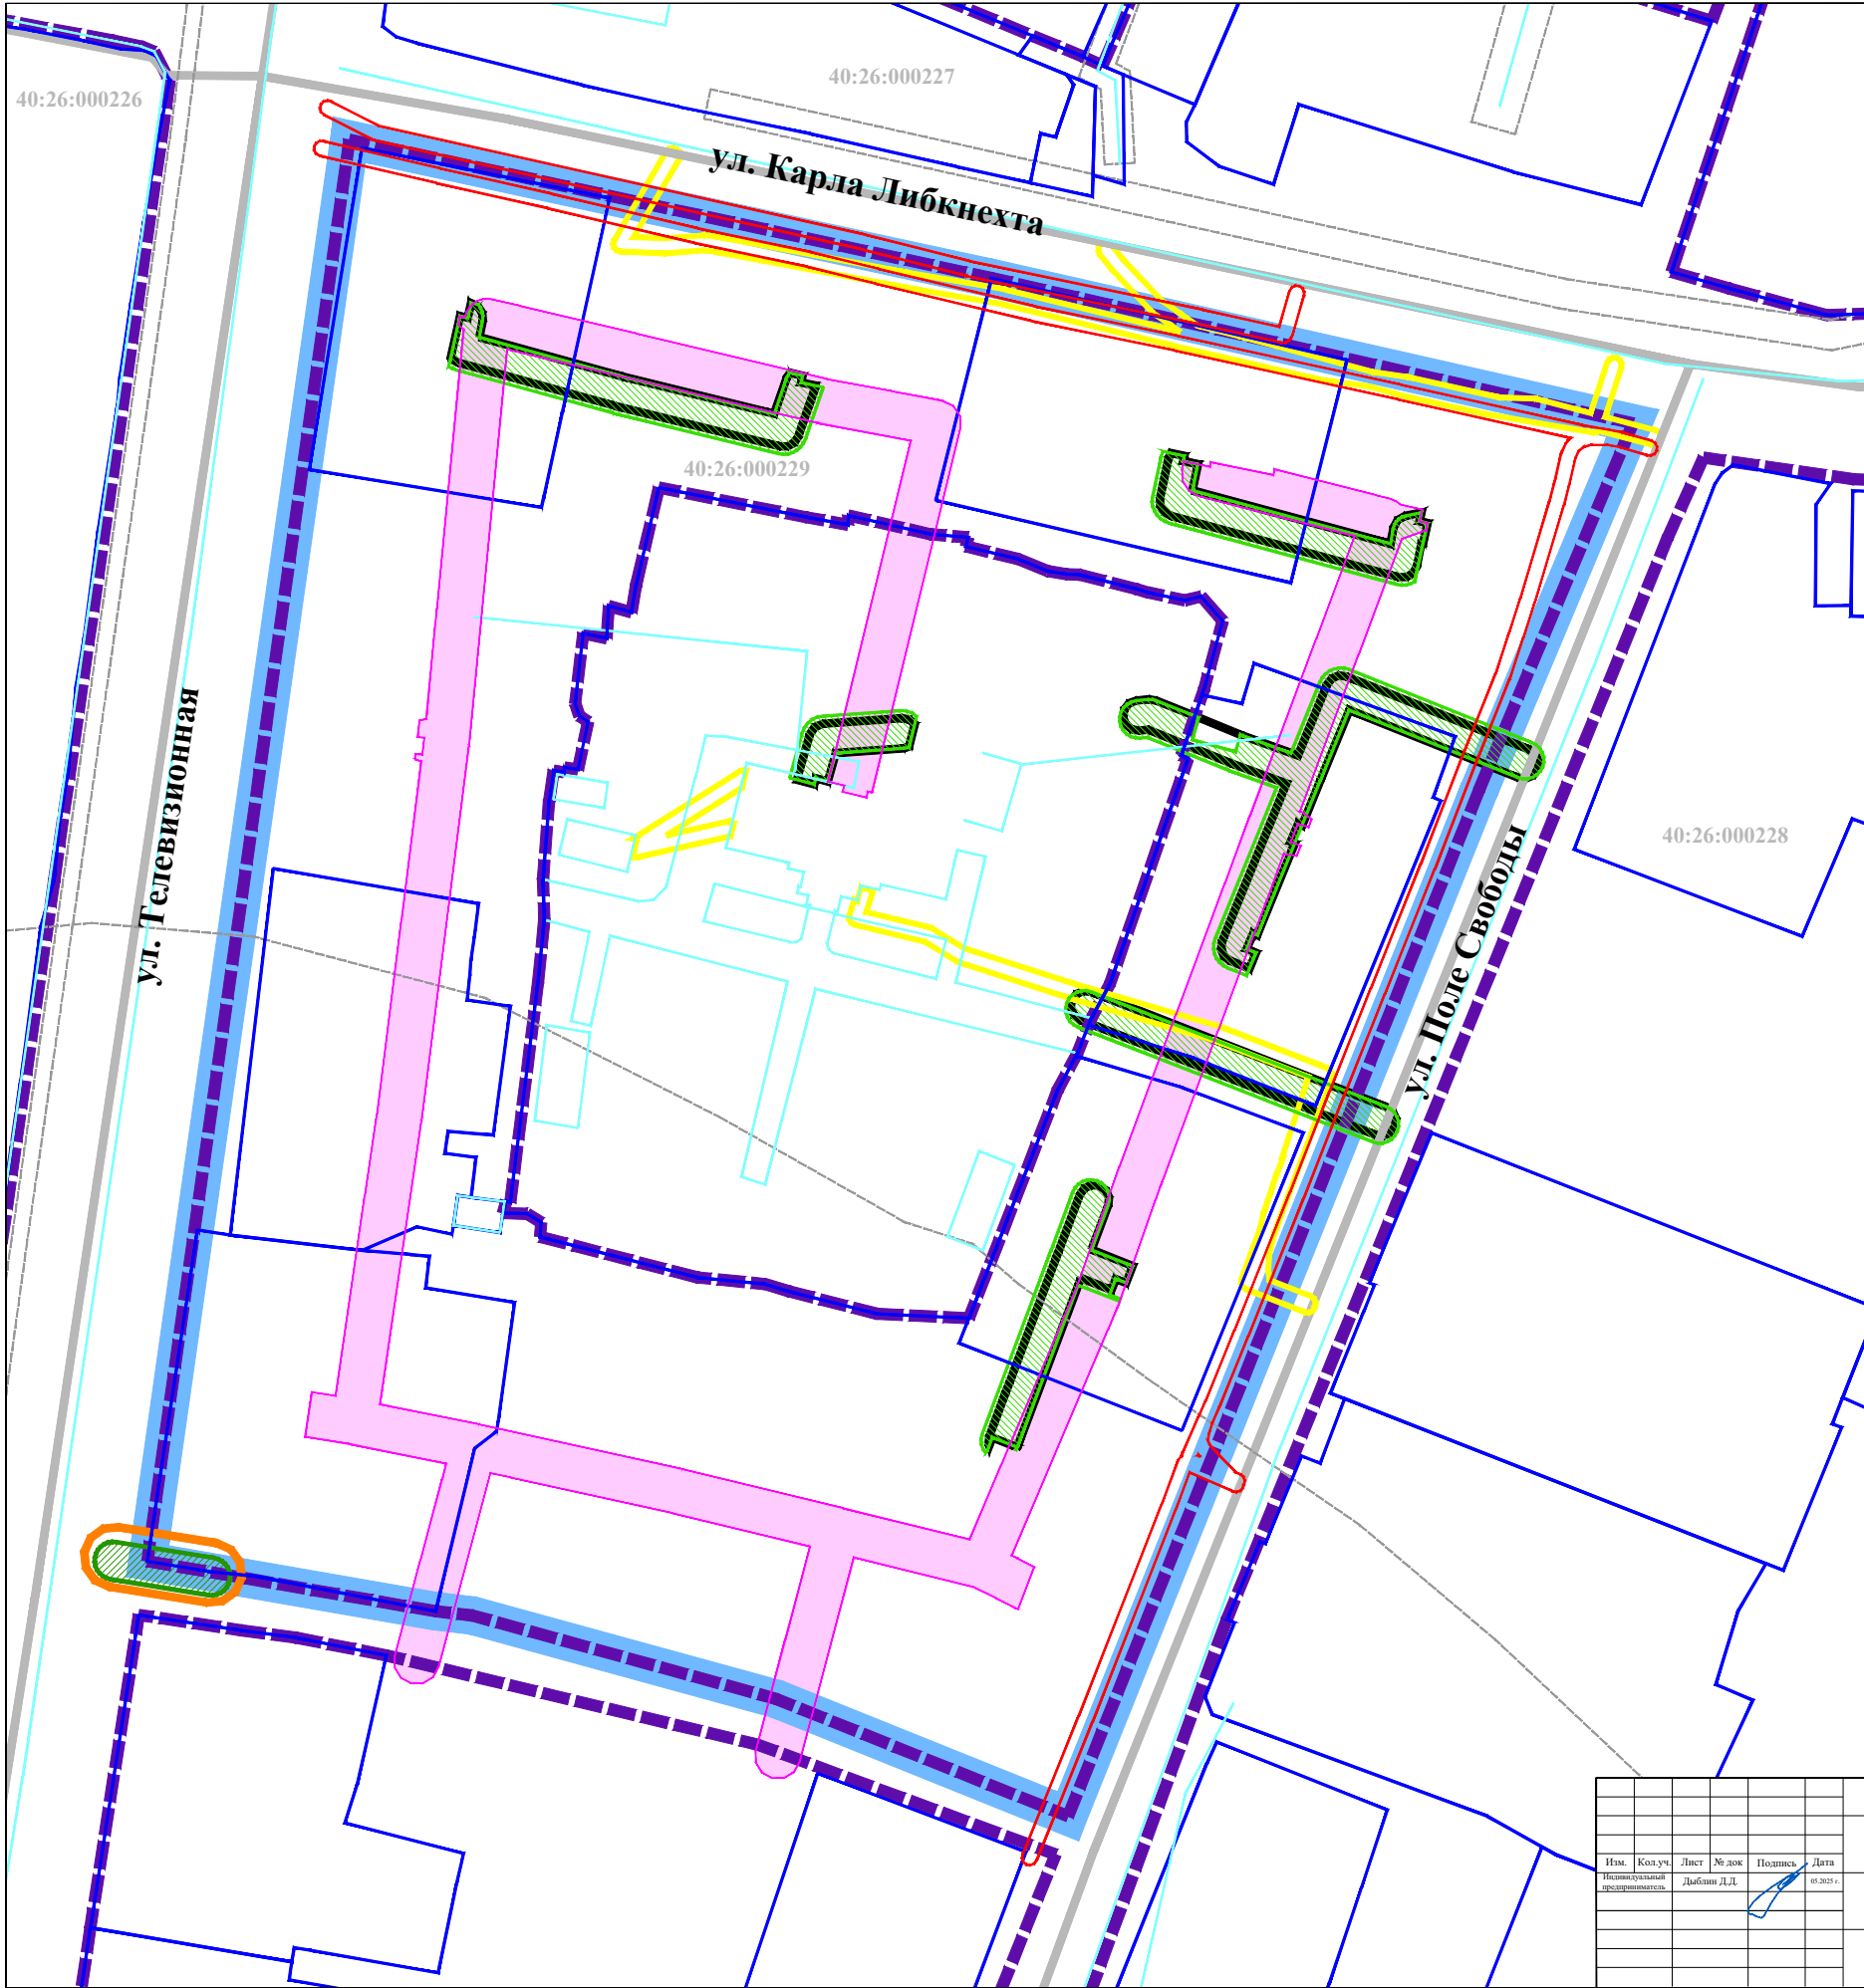 40:26:000227
40:26:000226
ул. Карла Либкнехта
40:26:000229
ул. Телевизионная
40:26:000228
ул. Поле Свободы
Изм. Кол.уч. Лист № док Подпись Дата
Индивидуальный предприниматель Дыблин Д.Д. 05.2025 г.